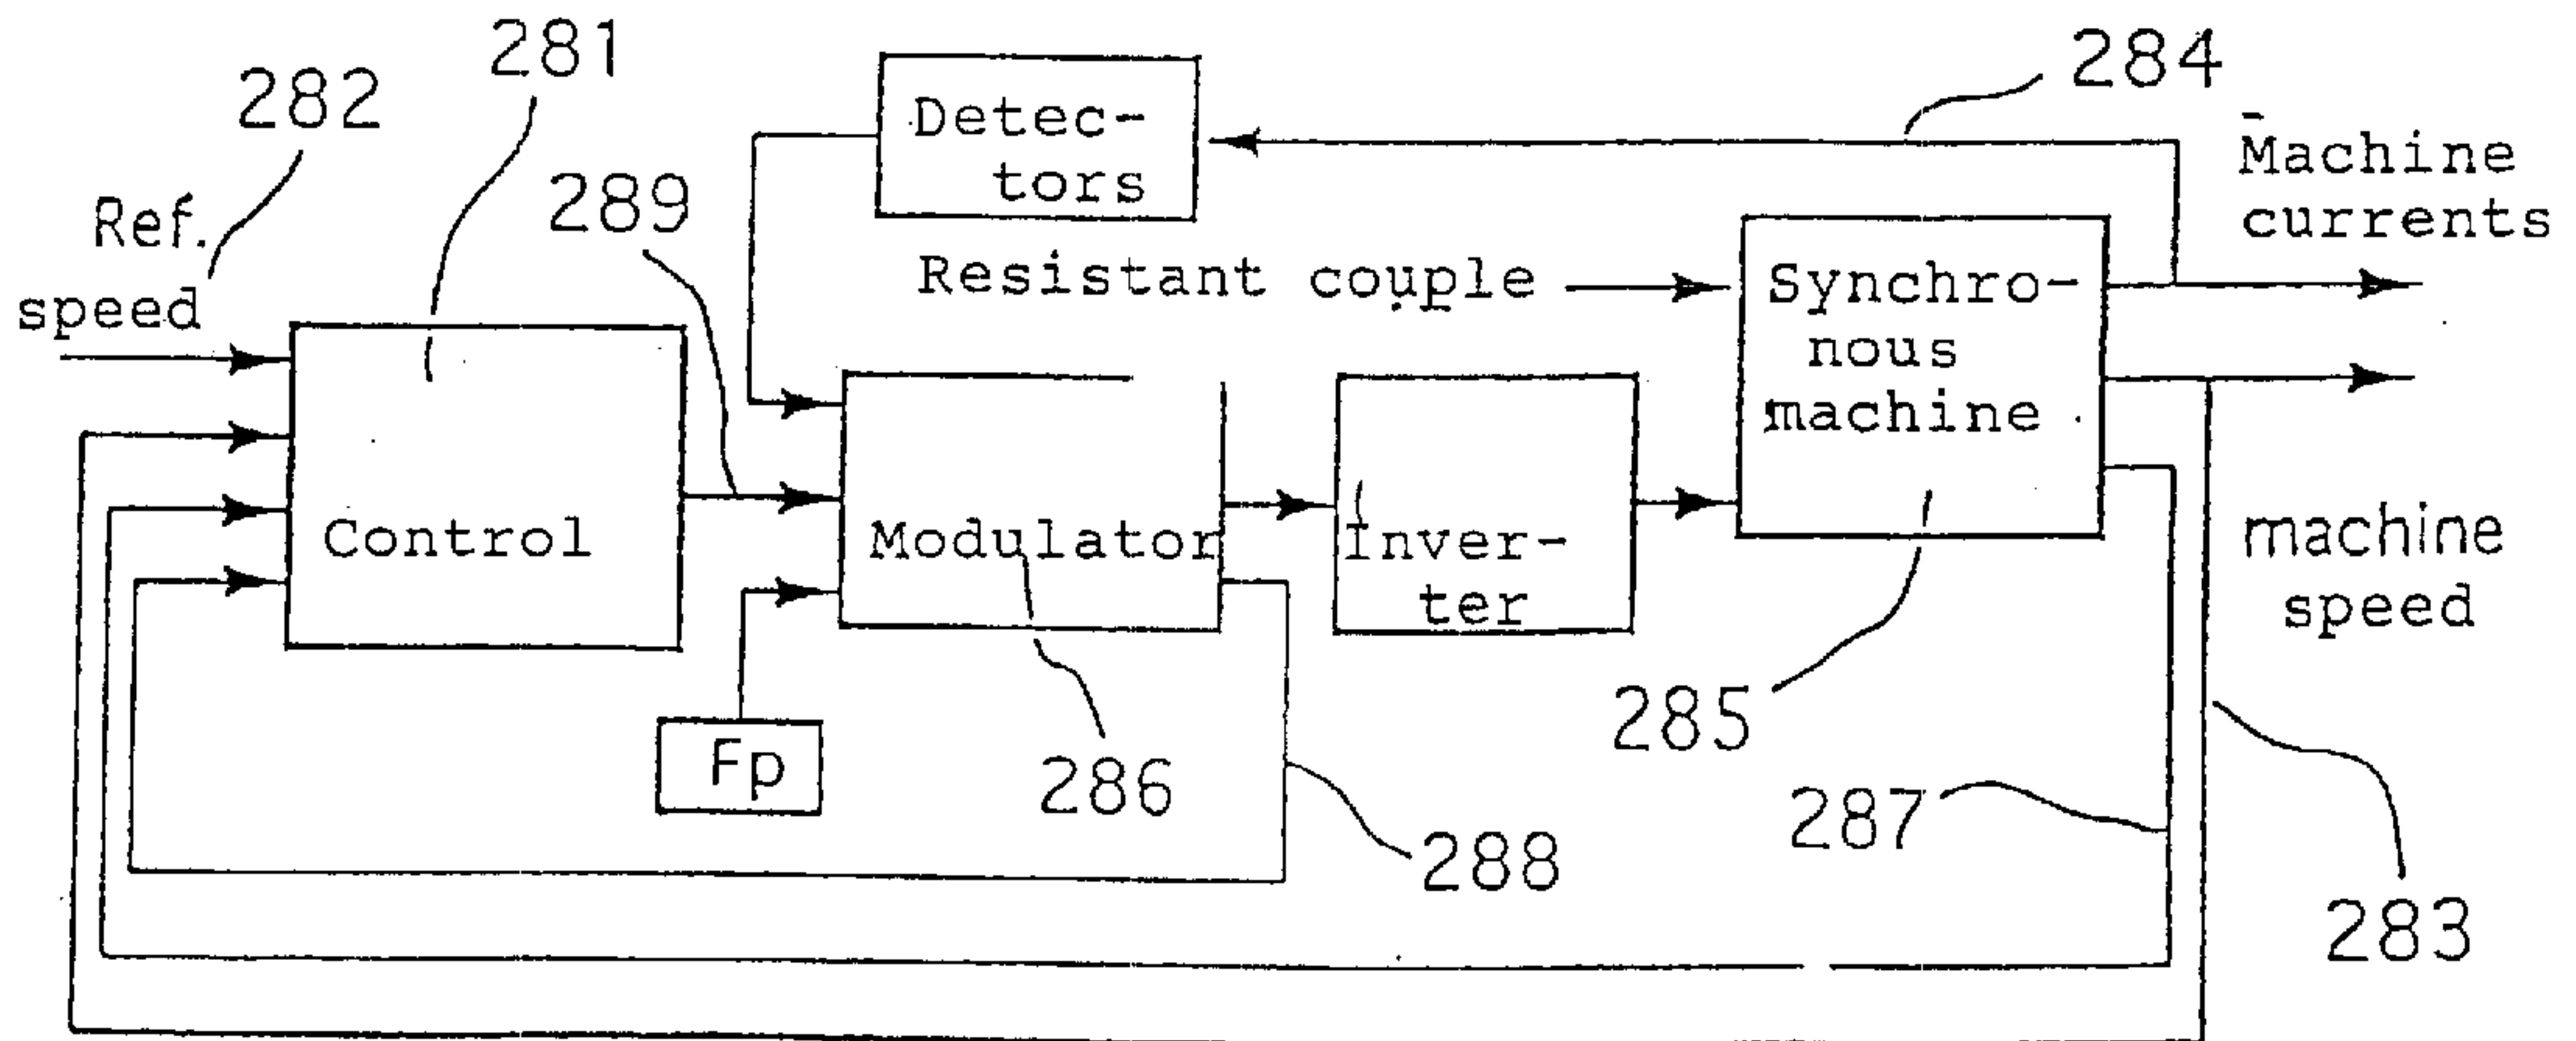 281
282
284
Detec-
tors
Machine
currents
289
Ref.
speed
Resistant couple
Synchro-
nous
machine
Control
Modulator
Inver-
ter
machine
speed
285
Fp
286
287
288
283